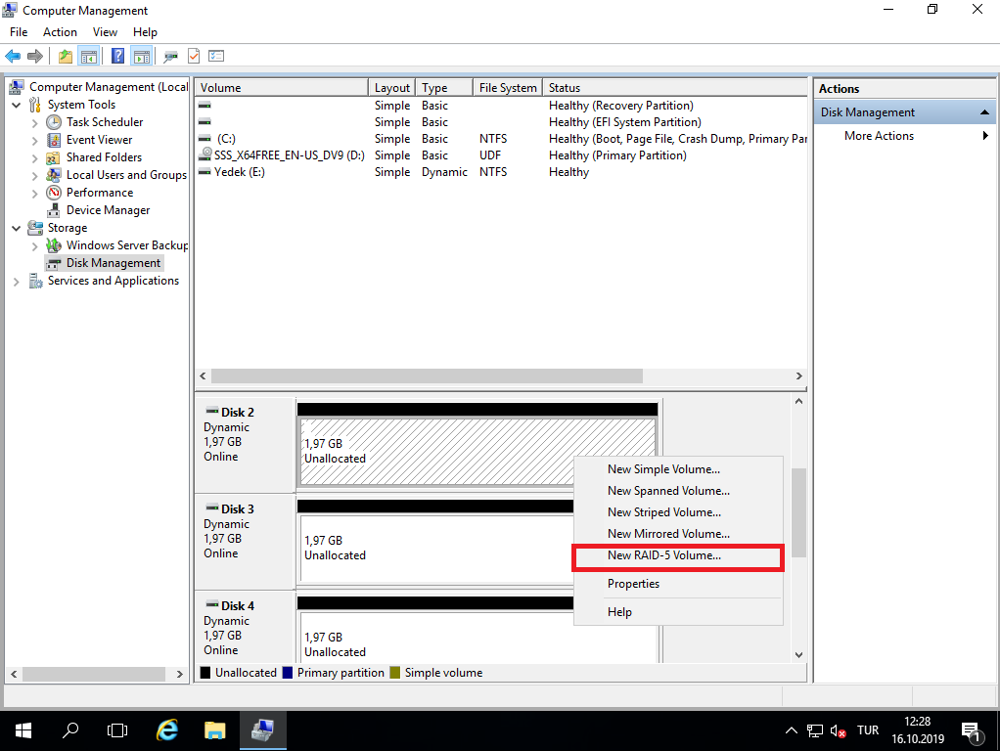 Computer Management
File Action View Help
Computer Management (Local
System Tools
Task Scheduler
Event Viewer
Shared Folders
Local Users and Groups
Performance
Device Manager
Storage
Windows Server Backup
Disk Management
Services and Applications
Volume Layout Type File System Status
Simple Basic Healthy (Recovery Partition)
Simple Basic Healthy (EFI System Partition)
(C:) Simple Basic NTFS Healthy (Boot, Page File, Crash Dump, Primary Par
SSS_X64FREE_EN-US_DV9 (D:) Simple Basic UDF Healthy (Primary Partition)
Yedek (E:) Simple Dynamic NTFS Healthy
Disk 2
Dynamic
1,97 GB
Online
1,97 GB
Unallocated
Disk 3
Dynamic
1,97 GB
Online
1,97 GB
Unallocated
Disk 4
Dynamic
1,97 GB
Online
1,97 GB
Unallocated
New Simple Volume...
New Spanned Volume...
New Striped Volume...
New Mirrored Volume...
New RAID-5 Volume...
Properties
Help
Unallocated Primary partition Simple volume
Actions
Disk Management
More Actions
TUR
12:28
16.10.2019
1